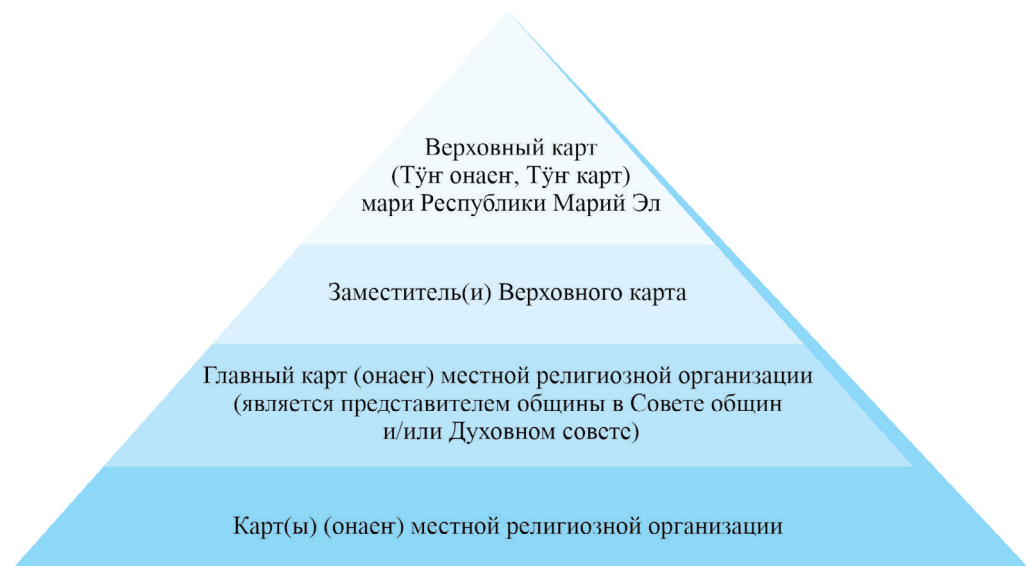 Верховный карт
(Тӱҥ онаеҥ, Тӱҥ карт)
мари Республики Марий Эл
Заместитель(и) Верховного карта
Главный карт (онаеҥ) местной религиозной организации
(является представителем общины в Совете общин
и/или Духовном совете)
Карт(ы) (онаеҥ) местной религиозной организации